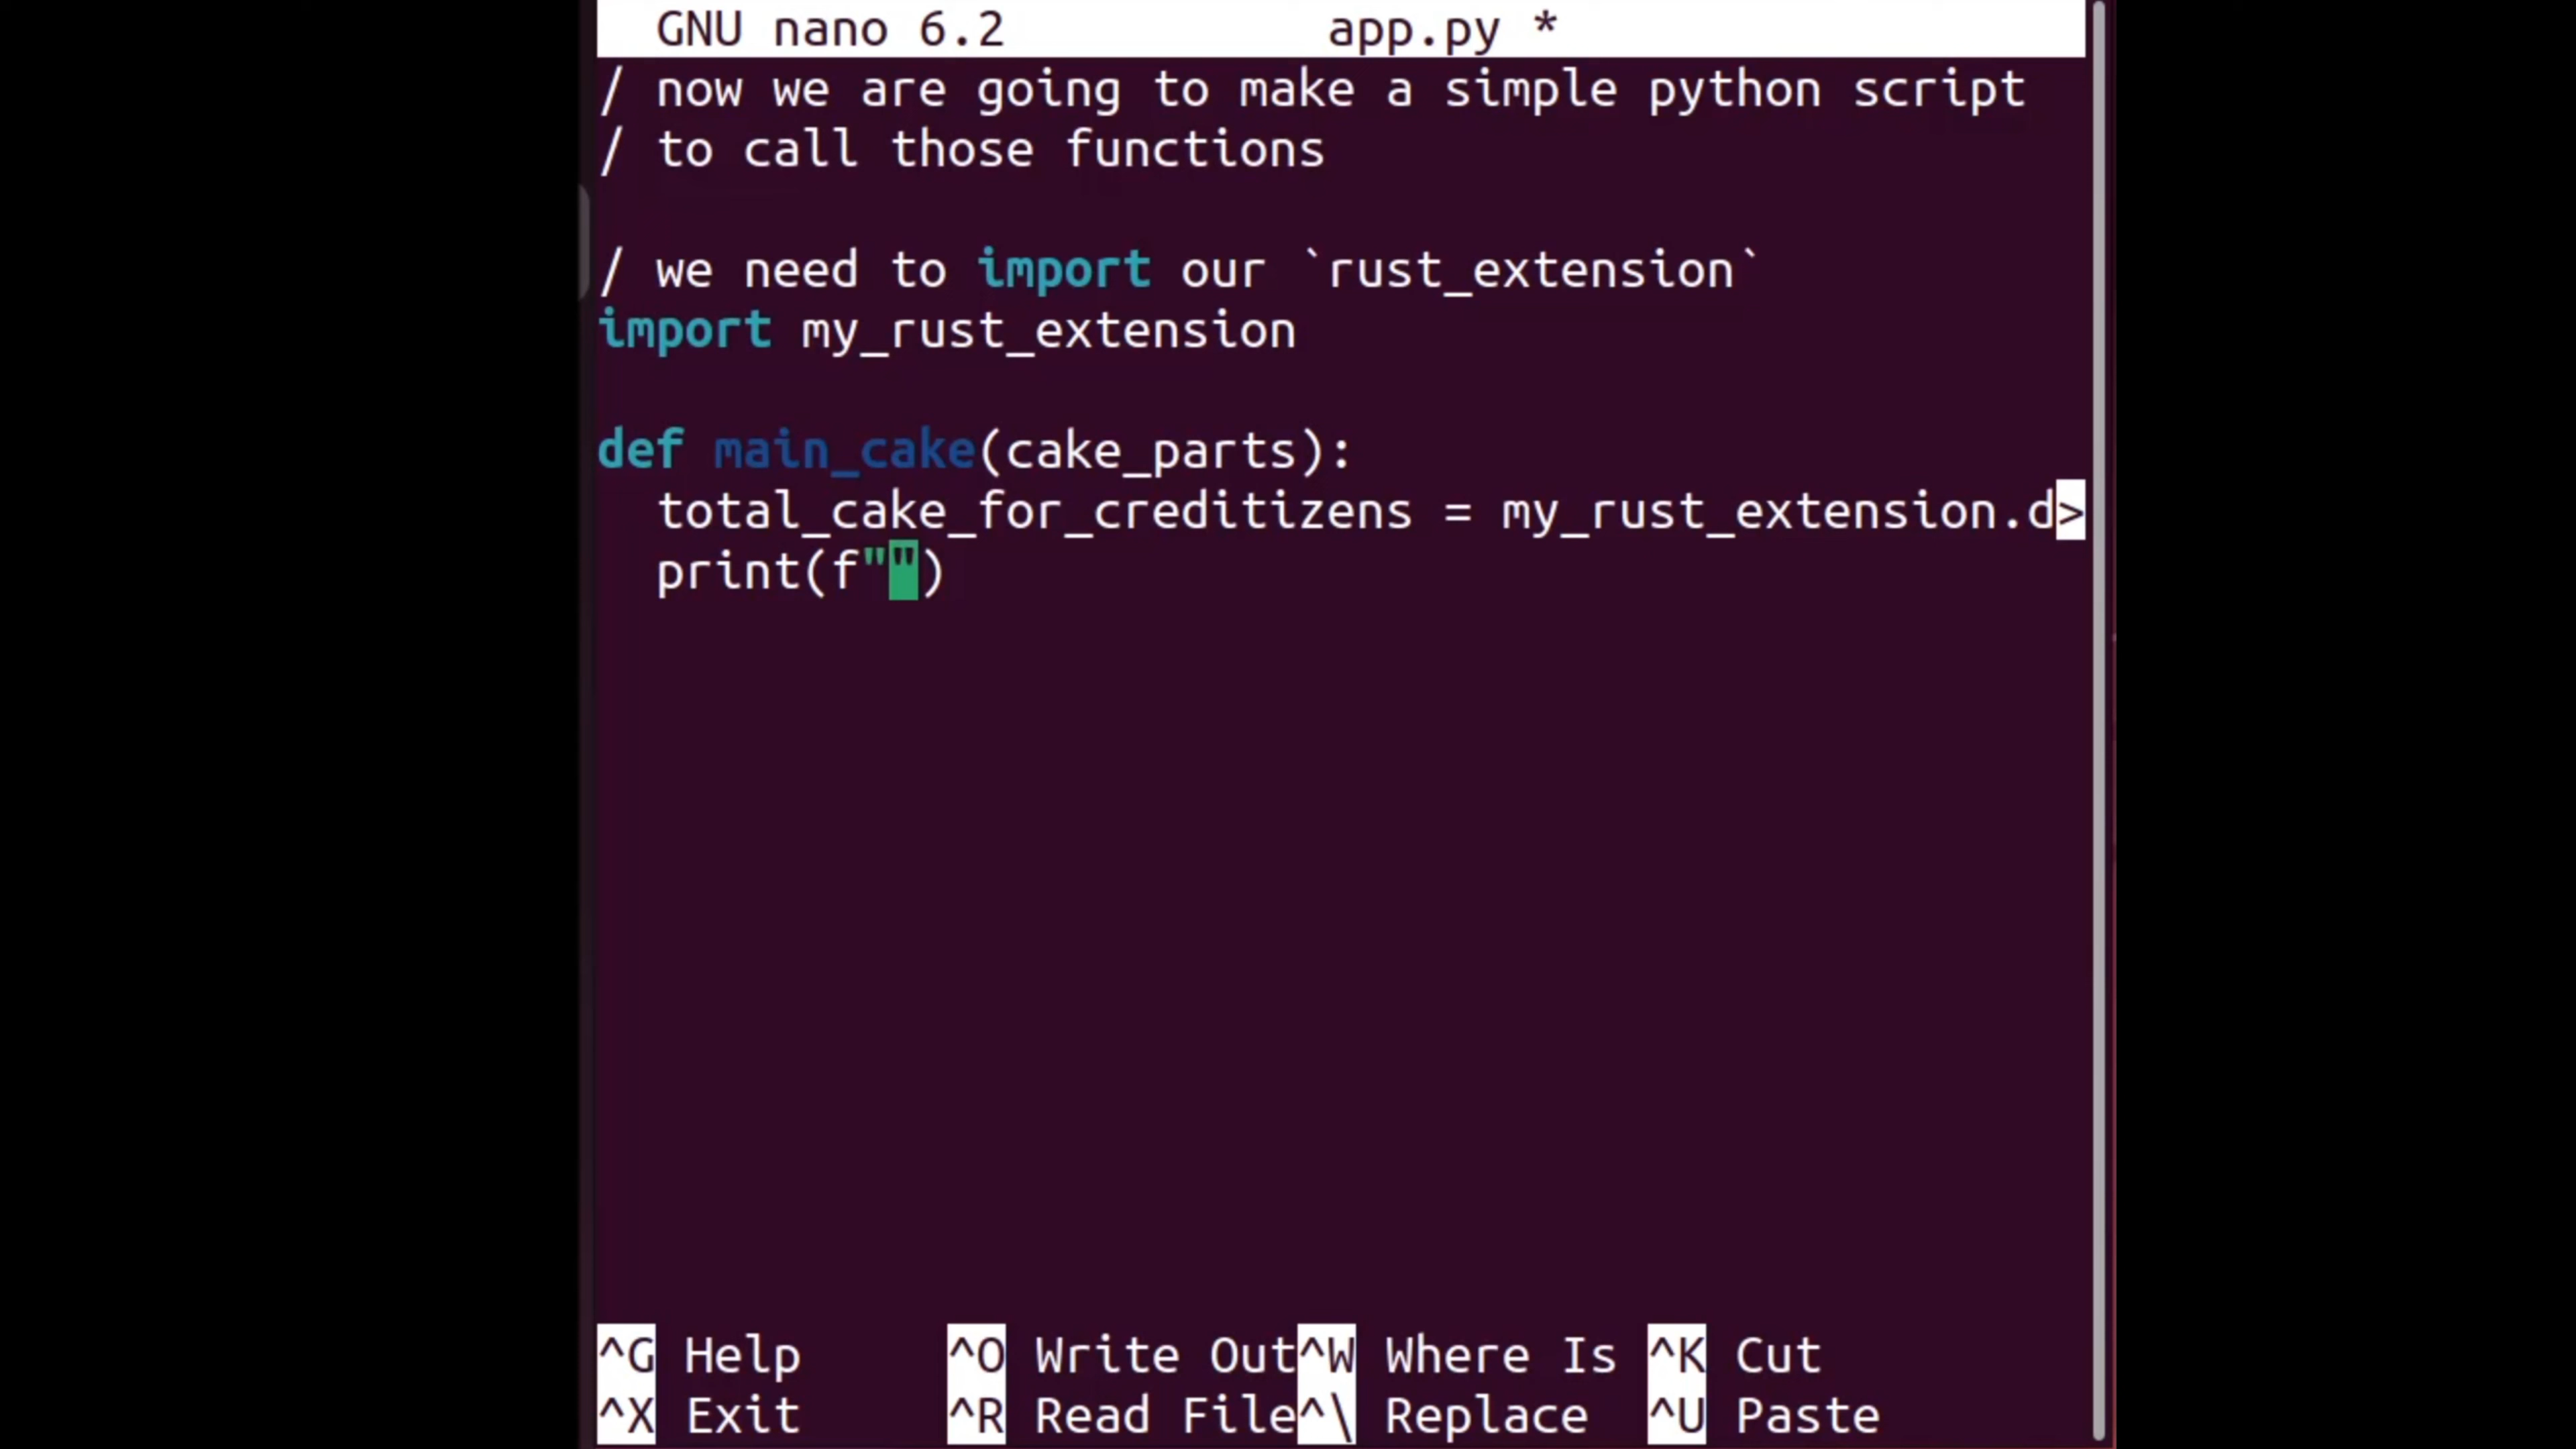 GNU nano 6.2 app.py *
/ now we are going to make a simple python script
/ to call those functions
/ we need to import our `rust_extension`
import my_rust_extension
def main_cake(cake_parts):
  total_cake_for_creditizens = my_rust_extension.d>
  print(f"")
^G Help ^O Write Out ^W Where Is ^K Cut
^X Exit ^R Read File ^\ Replace ^U Paste